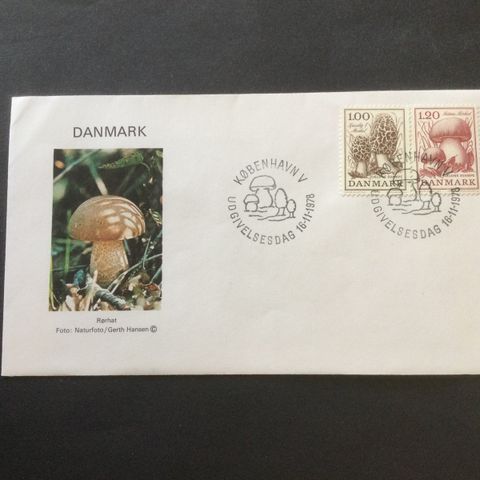 DANMARK
Rørhat
Foto: Naturfoto/Gerth Hansen ©
KØBENHAVN V
UDGIVELSESDAG 16-11-1978
1.00
DANMARK
1.20
DANMARK
KØBENHAVN V
UDGIVELSESDAG 16-11-1978